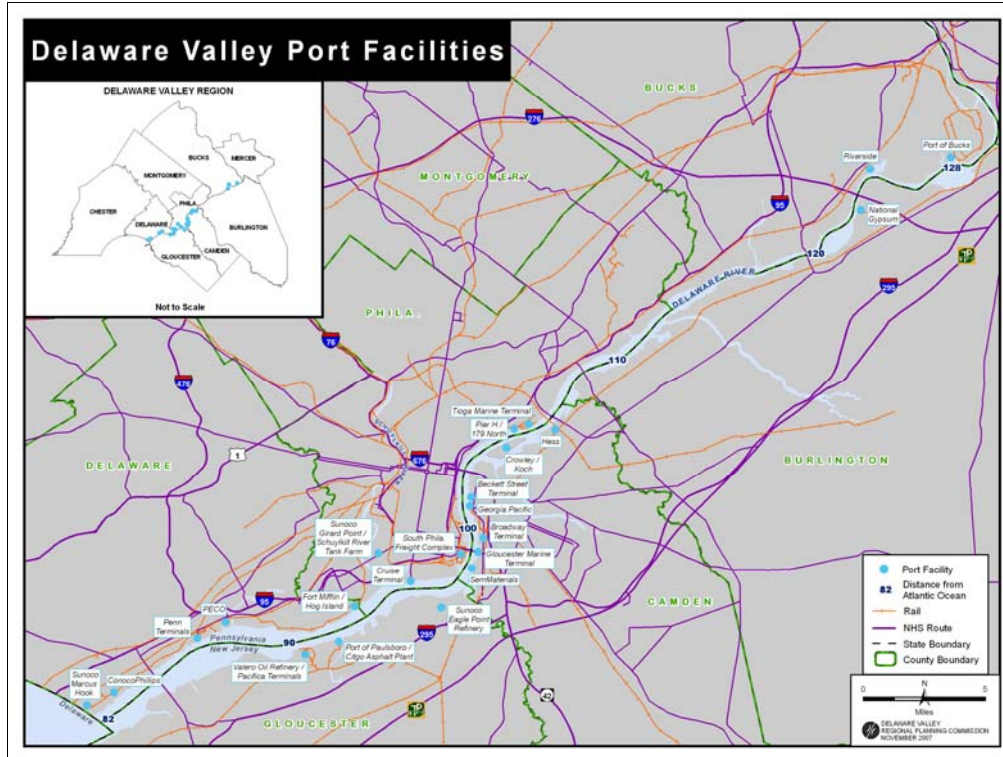 Delaware Valley Port Facilities
DELAWARE VALLEY REGION
BUCKS
MERCER
MONTGOMERY
PHILA
CHESTER
DELAWARE
BURLINGTON
CAMDEN
GLOUCESTER
Not to Scale
BUCKS
276
MONTGOMERY
Riverside
Port of Bucks
128
95
National
Gypsum
120
295
DELAWARE RIVER
PHILA.
76
110
476
Tioga Marine Terminal
Pier H /
179 North
Hess
Crowley /
Koch
SCHUYLKILL
RIVER
1
676
DELAWARE
BURLINGTON
Beckett Street
Terminal
Georgia Pacific
100
Sunoco
Girard Point /
Schuylkill River
Tank Farm
South Phila.
Freight Complex
Broadway
Terminal
Gloucester Marine
Terminal
Cruise
Terminal
SemMaterials
95
Fort Mifflin /
Hog Island
CAMDEN
PECO
Sunoco
Eagle Point
Refinery
Penn
Terminals
Pennsylvania
New Jersey
90
295
Port of Paulsboro /
Citgo Asphalt Plant
Valero Oil Refinery /
Pacifica Terminals
Sunoco
Marcus
Hook
ConocoPhillips
Delaware
82
42
GLOUCESTER
Port Facility
82
Distance from
Atlantic Ocean
Rail
NHS Route
State Boundary
County Boundary
N
0
5
Miles
DELAWARE VALLEY
REGIONAL PLANNING COMMISSION
NOVEMBER 2007